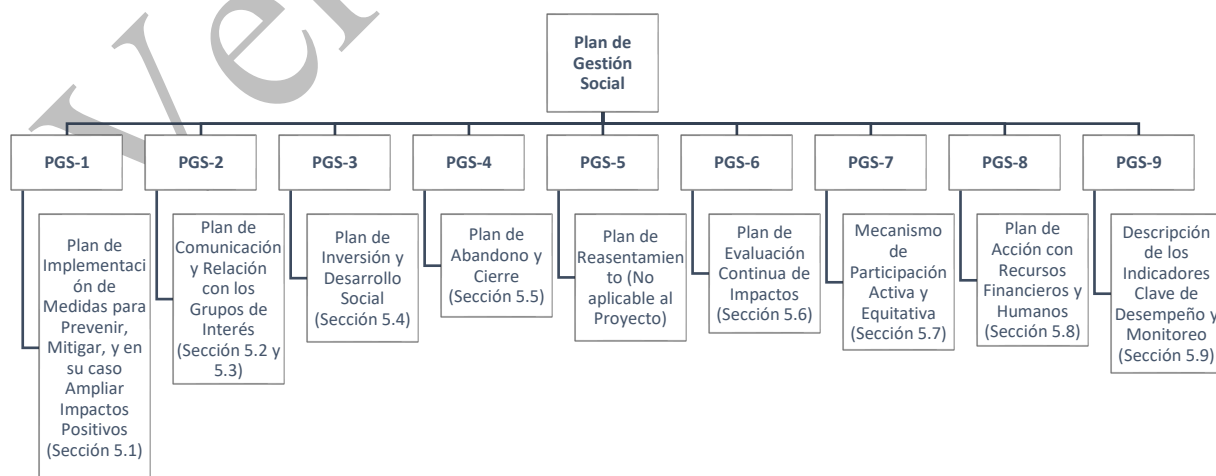 Ver
Plan de
Gestión
Social
PGS-1
PGS-2
PGS-3
PGS-4
PGS-5
PGS-6
PGS-7
PGS-8
PGS-9
Plan de
Implementaci
ón de
Medidas para
Prevenir,
Mitigar, y en
su caso
Ampliar
Impactos
Positivos
(Sección 5.1)
Plan de
Comunicación
y Relación
con los
Grupos de
Interés
(Sección 5.2 y
5.3)
Plan de
Inversión y
Desarrollo
Social
(Sección 5.4)
Plan de
Abandono y
Cierre
(Sección 5.5)
Plan de
Reasentamien
to (No
aplicable al
Proyecto)
Plan de
Evaluación
Continua de
Impactos
(Sección 5.6)
Mecanismo
de
Participación
Activa y
Equitativa
(Sección 5.7)
Plan de
Acción con
Recursos
Financieros y
Humanos
(Sección 5.8)
Descripción
de los
Indicadores
Clave de
Desempeño y
Monitoreo
(Sección 5.9)